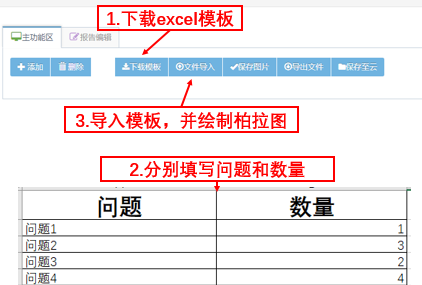 1.下载excel模板
主功能区 报告编辑
添加 删除 下载模板 文件导入 保存图片 导出文件 保存至云
3.导入模板，并绘制柏拉图
2.分别填写问题和数量
问题 数量
问题1 1
问题2 3
问题3 2
问题4 4